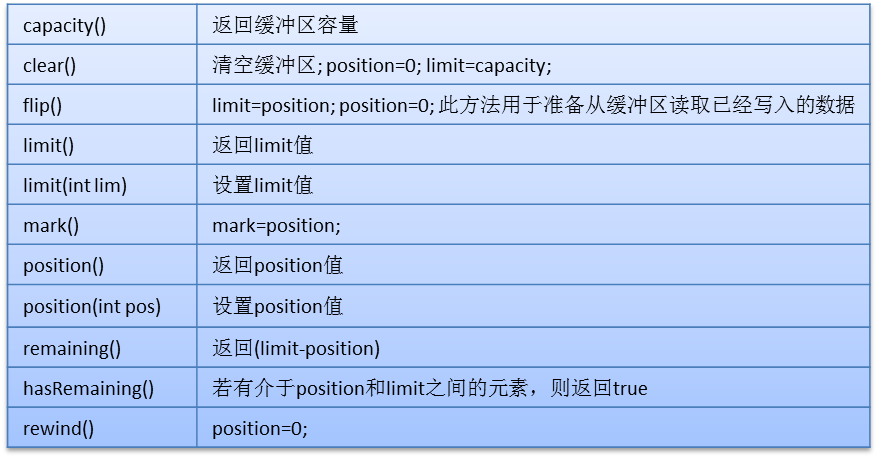 capacity() 返回缓冲区容量
clear() 清空缓冲区; position=0; limit=capacity;
flip() limit=position; position=0; 此方法用于准备从缓冲区读取已经写入的数据
limit() 返回limit值
limit(int lim) 设置limit值
mark() mark=position;
position() 返回position值
position(int pos) 设置position值
remaining() 返回(limit-position)
hasRemaining() 若有介于position和limit之间的元素，则返回true
rewind() position=0;